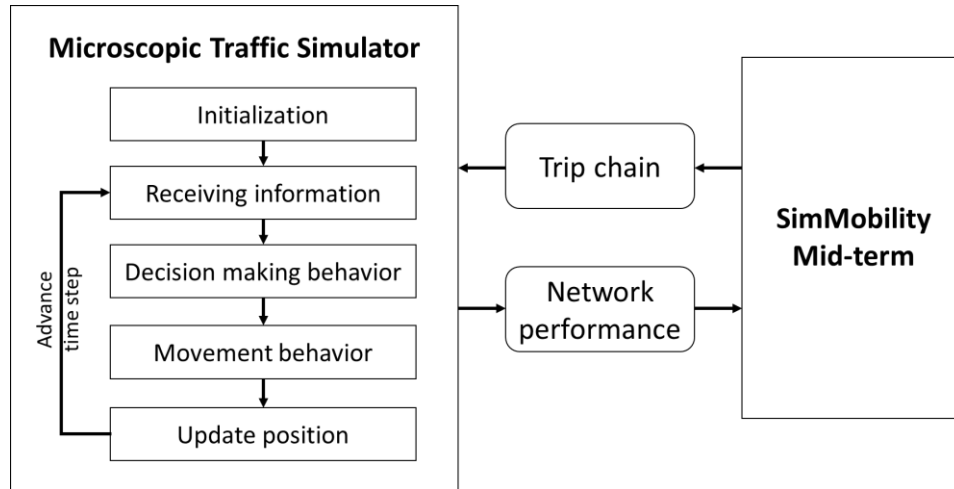 Microscopic Traffic Simulator
Initialization
Receiving information
Decision making behavior
Movement behavior
Update position
Advance
time step
Trip chain
Network
performance
SimMobility
Mid-term